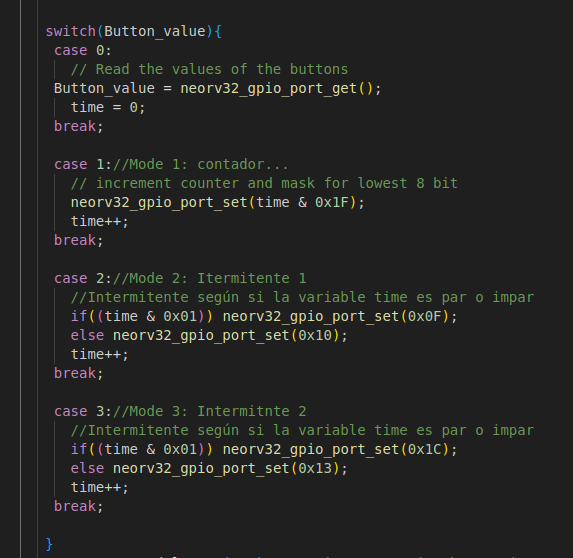 switch(Button_value){
case 0:
// Read the values of the buttons
Button_value = neorv32_gpio_port_get();
time = 0;
break;
case 1://Mode 1: contador...
// increment counter and mask for lowest 8 bit
neorv32_gpio_port_set(time & 0x1F);
time++;
break;
case 2://Mode 2: Itermitente 1
//Intermitente según si la variable time es par o impar
if((time & 0x01)) neorv32_gpio_port_set(0x0F);
else neorv32_gpio_port_set(0x10);
time++;
break;
case 3://Mode 3: Intermitnte 2
//Intermitente según si la variable time es par o impar
if((time & 0x01)) neorv32_gpio_port_set(0x1C);
else neorv32_gpio_port_set(0x13);
time++;
break;
}